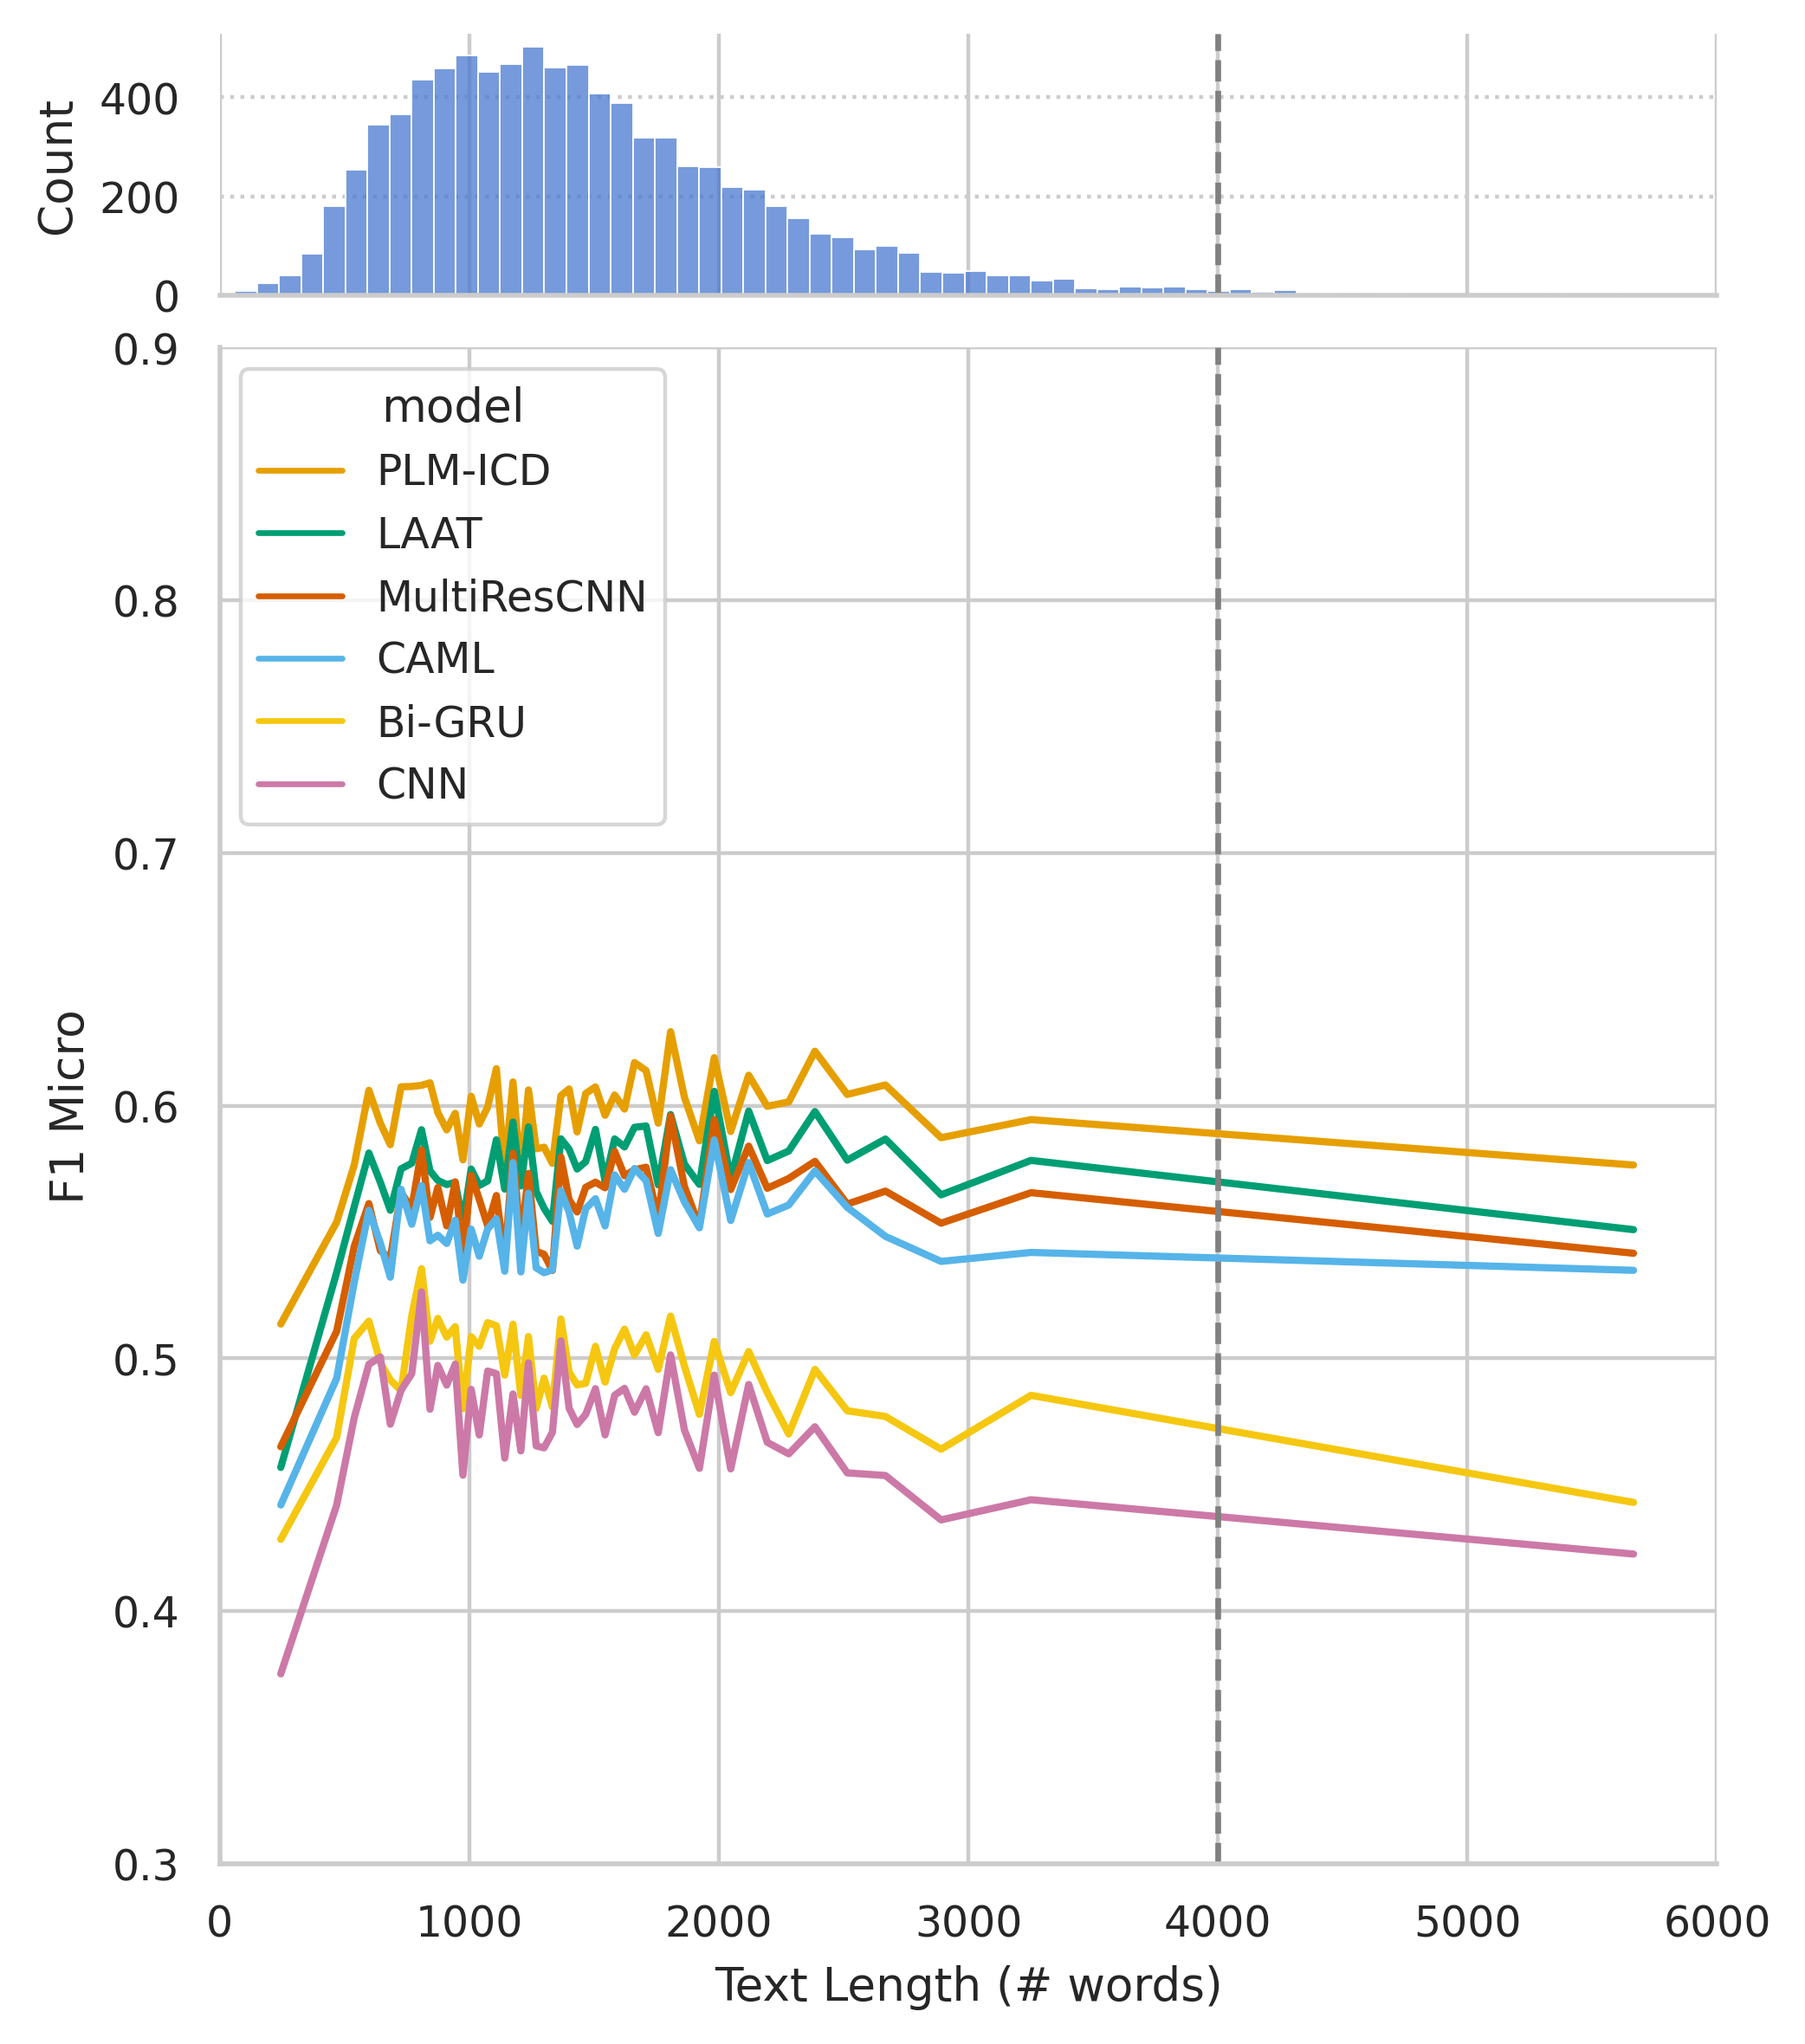 Count
400
200
0
F1 Micro
0.9
0.8
0.7
0.6
0.5
0.4
0.3
model
PLM-ICD
LAAT
MultiResCNN
CAML
Bi-GRU
CNN
0 1000 2000 3000 4000 5000 6000
Text Length (# words)